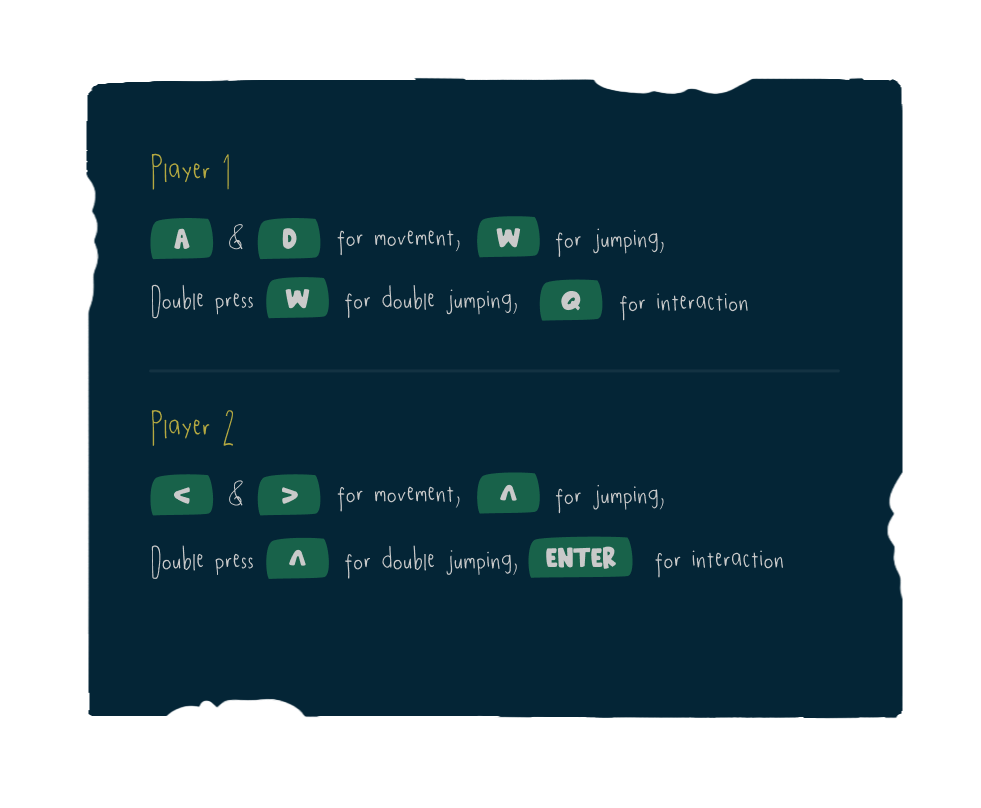 Player 1
A & D for movement, W for jumping,
Double press W for double jumping, Q for interaction
Player 2
< & > for movement, ^ for jumping,
Double press ^ for double jumping, ENTER for interaction